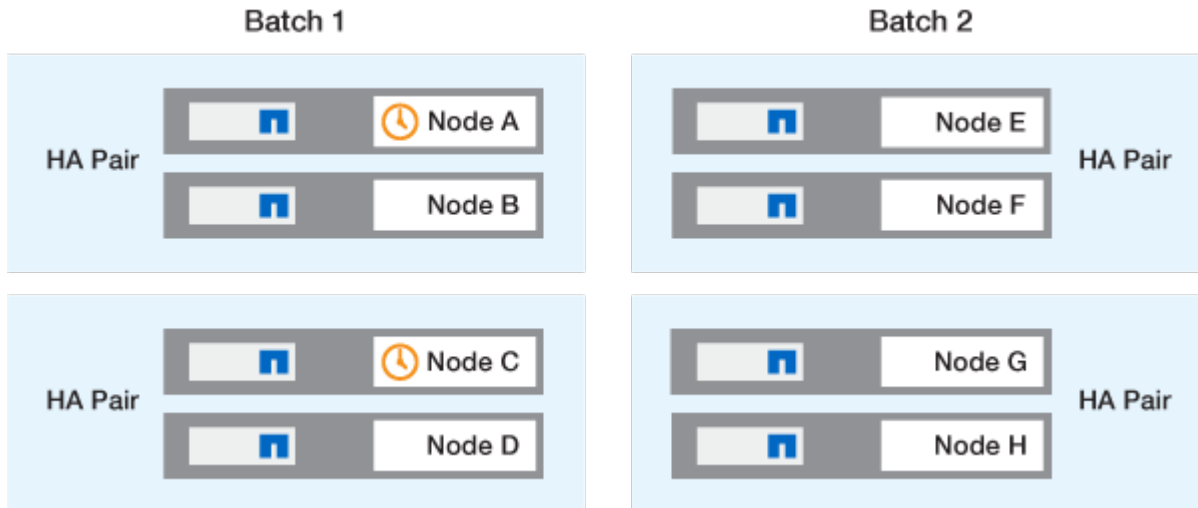 Batch 1
Batch 2
HA Pair
Node A
Node B
Node E
Node F
HA Pair
HA Pair
Node C
Node D
Node G
Node H
HA Pair